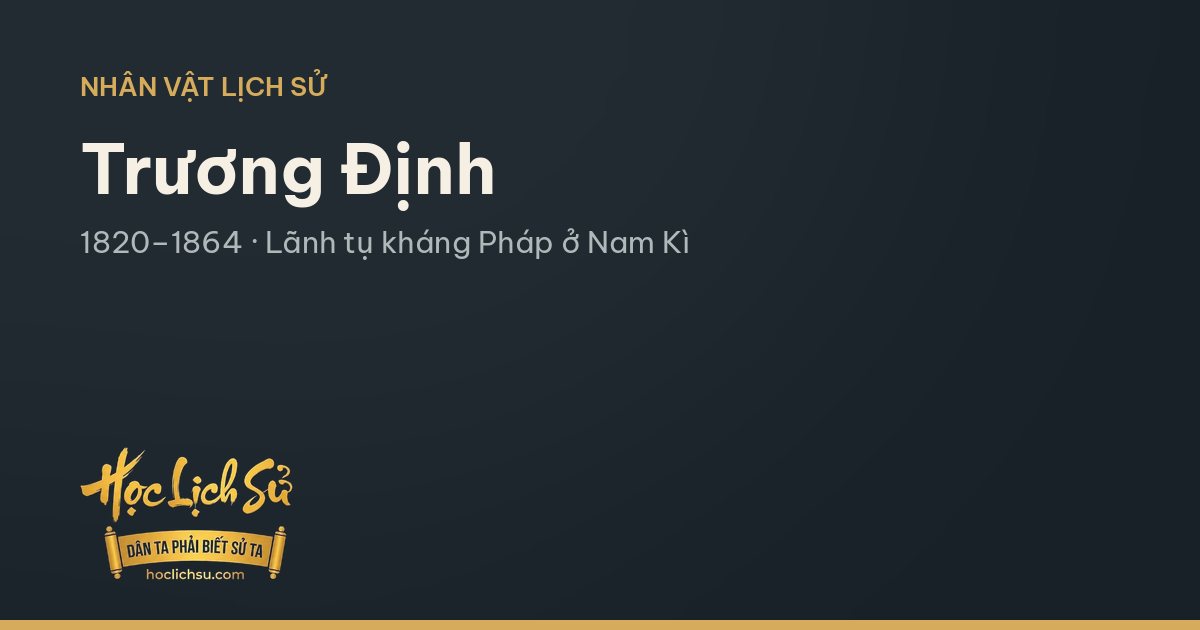 NHÂN VẬT LỊCH SỬ
Trương Định
1820–1864 · Lãnh tụ kháng Pháp ở Nam Kì
Học Lịch Sử
DÂN TA PHẢI BIẾT SỬ TA
hoclichsu.com